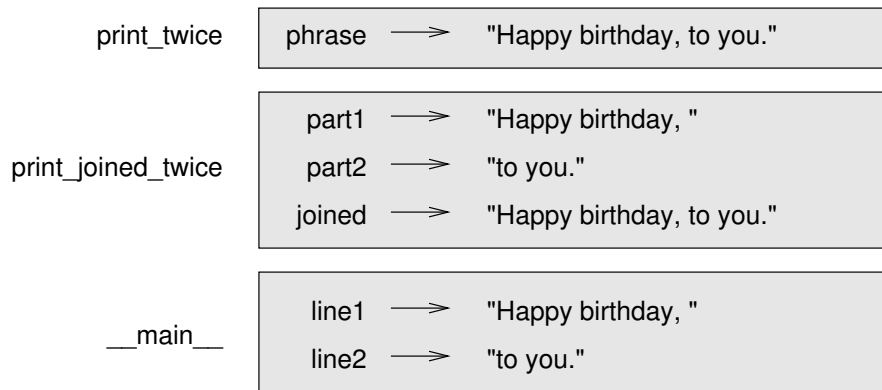 print_twice phrase "Happy birthday, to you."
part1 "Happy birthday, "
print_joined_twice part2 "to you."
joined "Happy birthday, to you."
line1 "Happy birthday, "
__main__
line2 "to you."